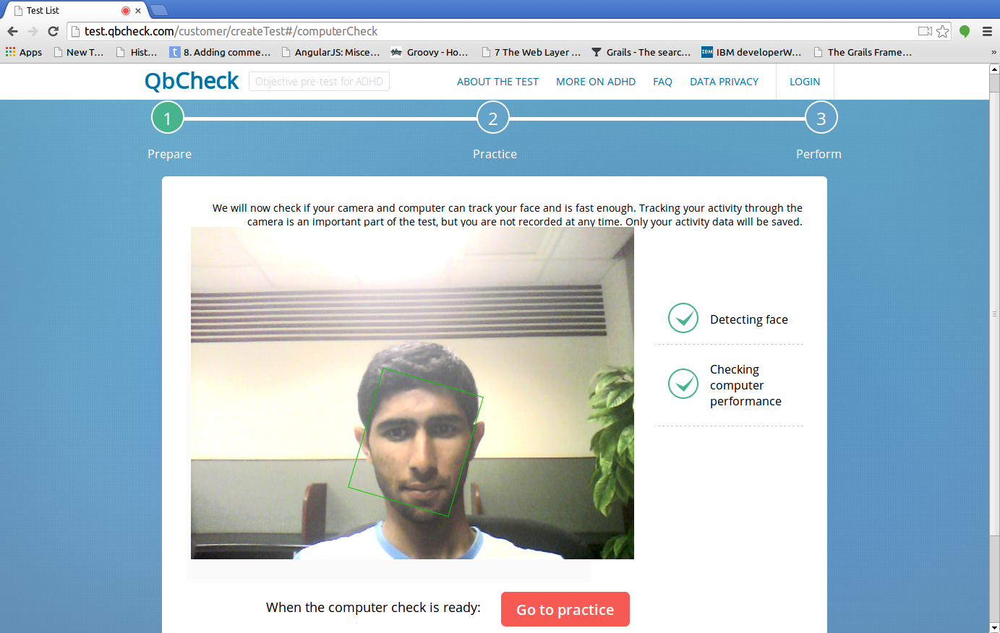 Test List
test.qbcheck.com/customer/createTest#/computerCheck
Apps New T... Hist... 8. Adding comme... AngularJS: Misce... Groovy - Ho... 7 The Web Layer ... Grails - The searc... IBM IBM developerW... The Grails Frame... »
QbCheck Objective pre-test for ADHD ABOUT THE TEST MORE ON ADHD FAQ DATA PRIVACY LOGIN
1 2 3
Prepare Practice Perform
We will now check if your camera and computer can track your face and is fast enough. Tracking your activity through the
camera is an important part of the test, but you are not recorded at any time. Only your activity data will be saved.
Detecting face
Checking
computer
performance
When the computer check is ready: Go to practice